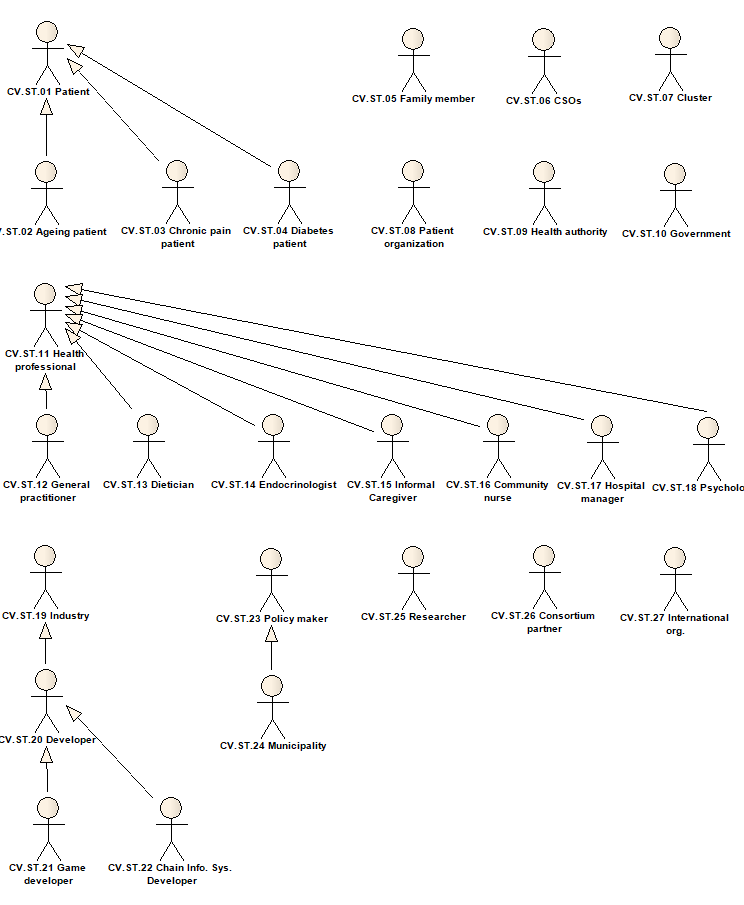 CV.ST.01 Patient
CV.ST.05 Family member
CV.ST.06 CSOs
CV.ST.07 Cluster
V.ST.02 Ageing patient
CV.ST.03 Chronic pain
patient
CV.ST.04 Diabetes
patient
CV.ST.08 Patient
organization
CV.ST.09 Health authority
CV.ST.10 Government
CV.ST.11 Health
professional
CV.ST.12 General
practitioner
CV.ST.13 Dietician
CV.ST.14 Endocrinologist
CV.ST.15 Informal
Caregiver
CV.ST.16 Community
nurse
CV.ST.17 Hospital
manager
CV.ST.18 Psycholo
CV.ST.19 Industry
CV.ST.23 Policy maker
CV.ST.25 Researcher
CV.ST.26 Consortium
partner
CV.ST.27 International
org.
CV.ST.20 Developer
CV.ST.24 Municipality
CV.ST.21 Game
developer
CV.ST.22 Chain Info. Sys.
Developer